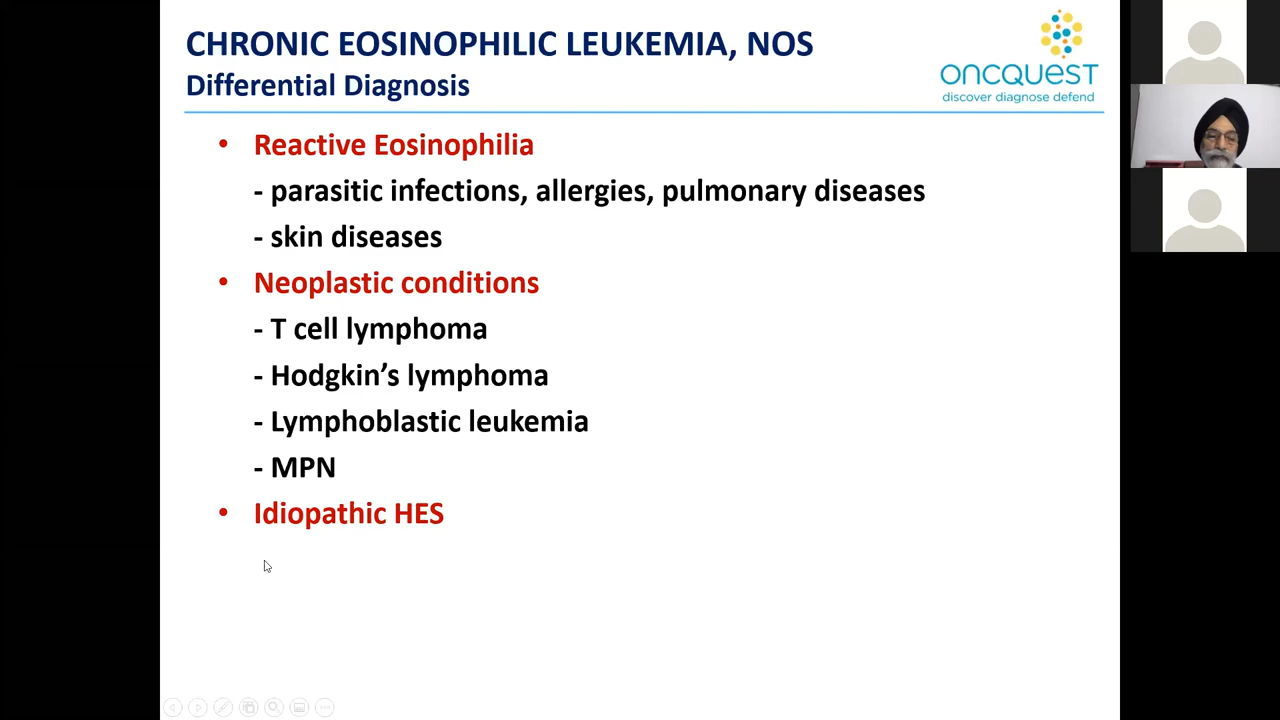 CHRONIC EOSINOPHILIC LEUKEMIA, NOS
Differential Diagnosis
oncquest
discover diagnose defend
• Reactive Eosinophilia
- parasitic infections, allergies, pulmonary diseases
- skin diseases
• Neoplastic conditions
- T cell lymphoma
- Hodgkin’s lymphoma
- Lymphoblastic leukemia
- MPN
• Idiopathic HES